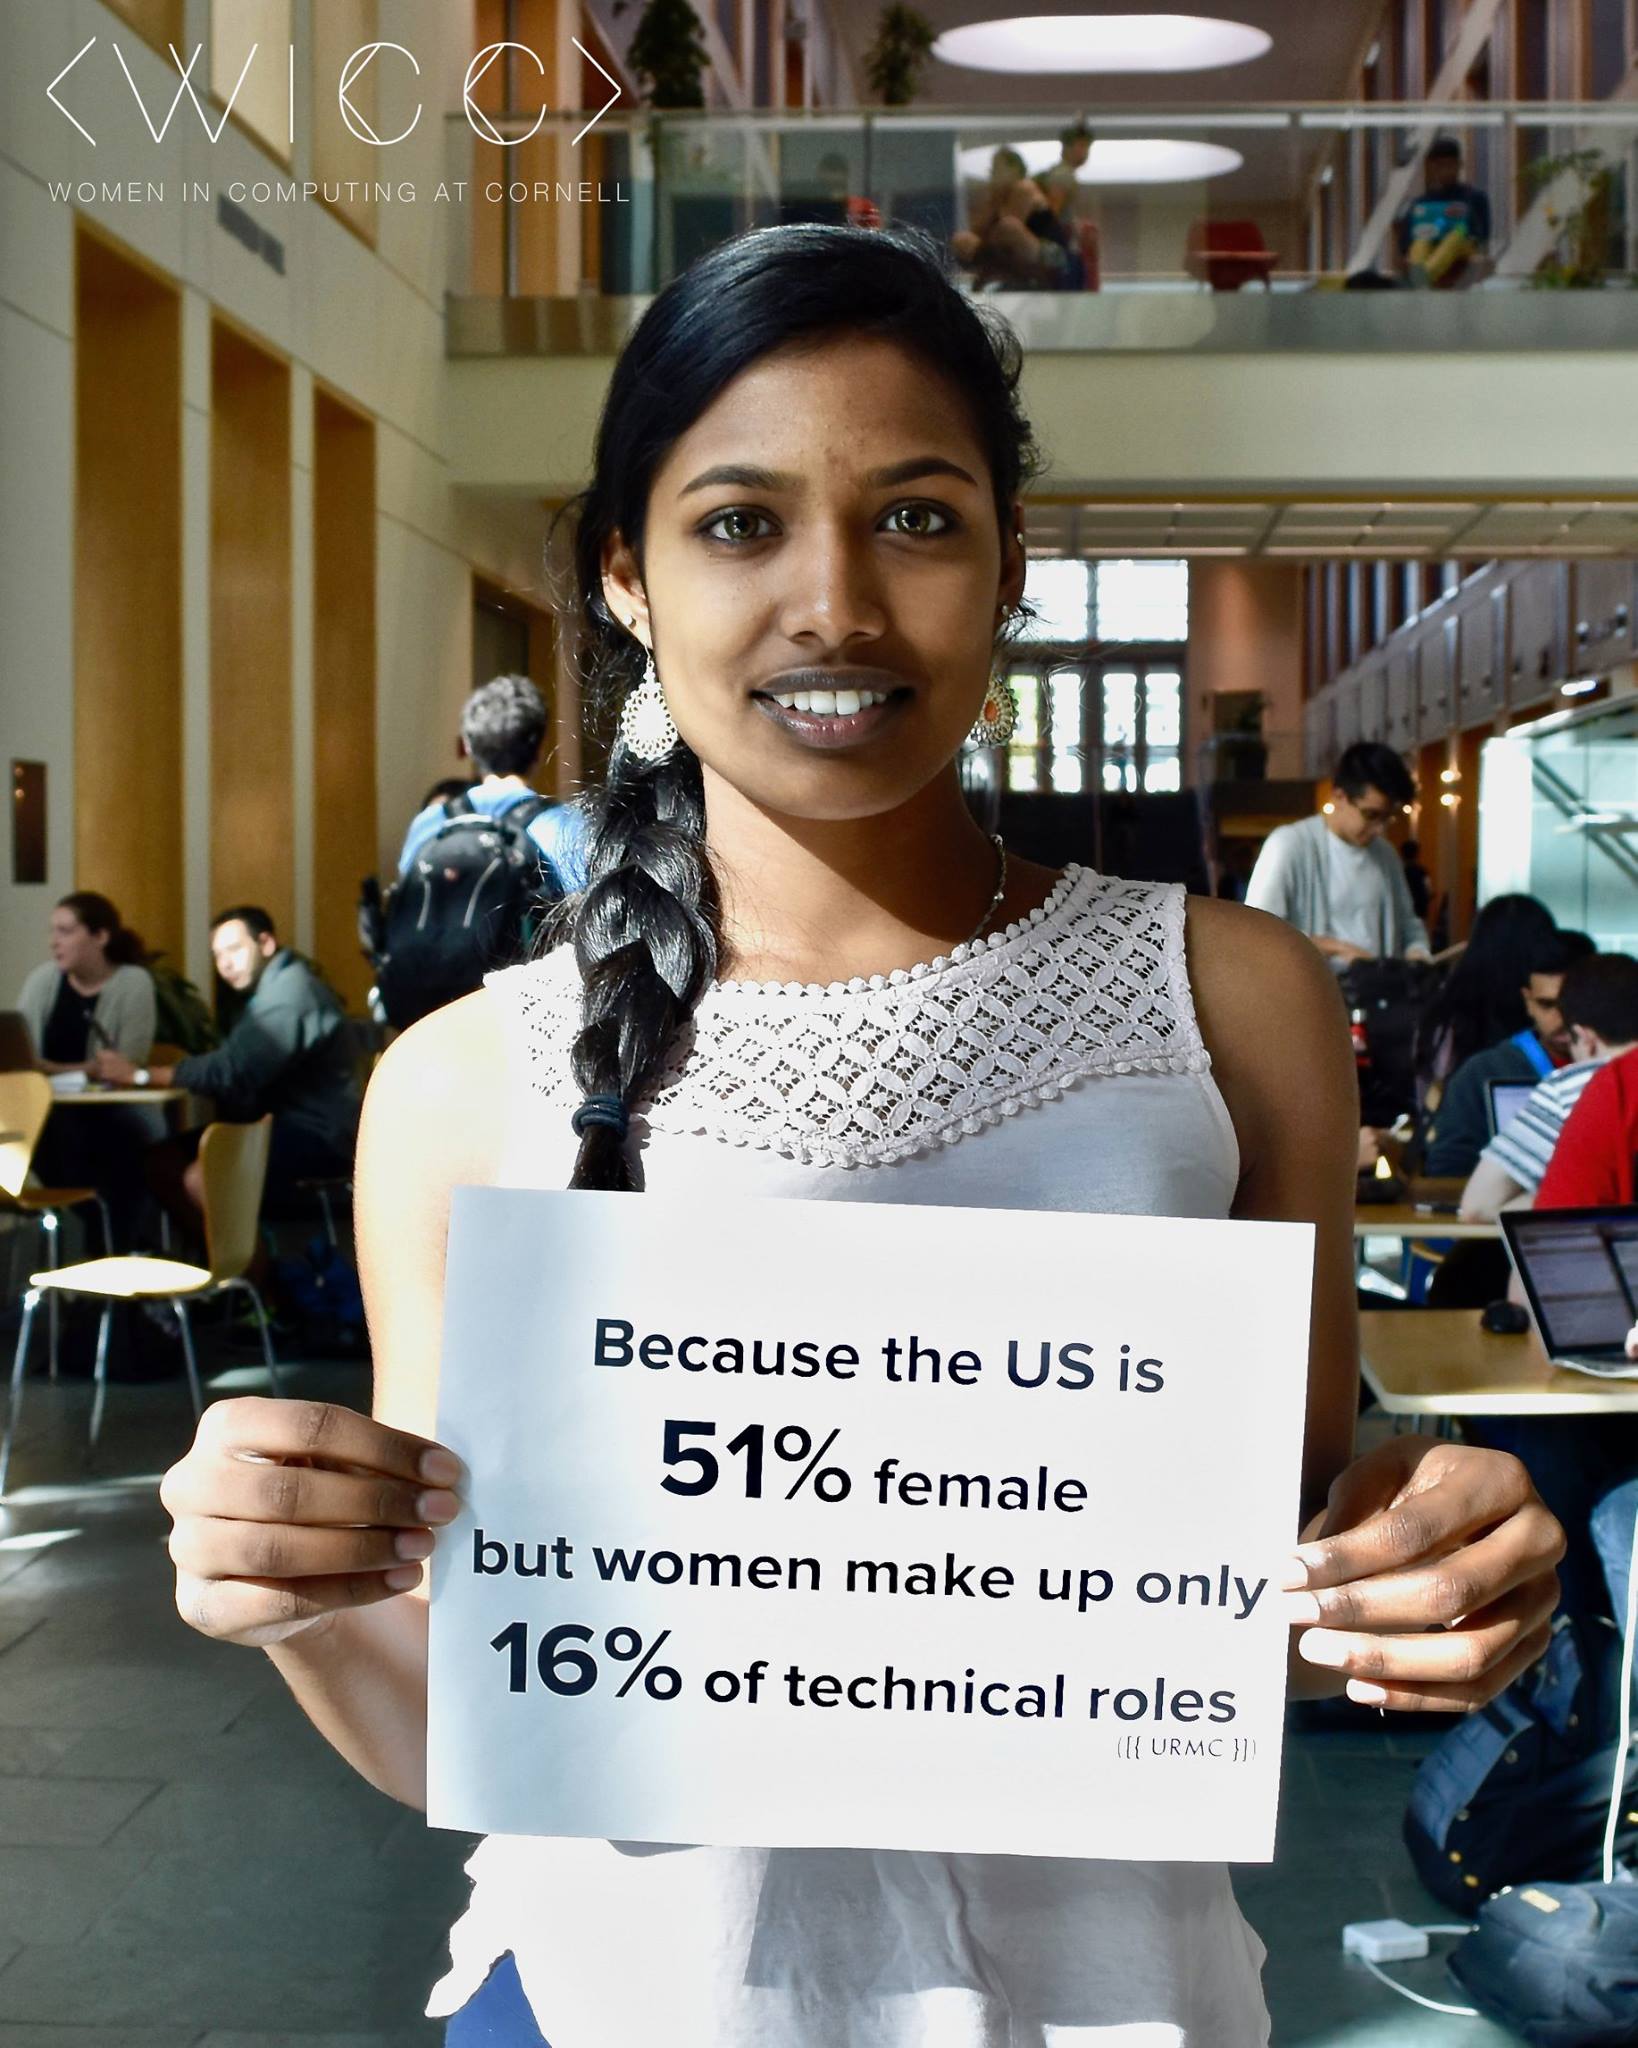 <WICC>
WOMEN IN COMPUTING AT CORNELL
Because the US is
51% female
but women make up only
16% of technical roles
([{ URMC }])